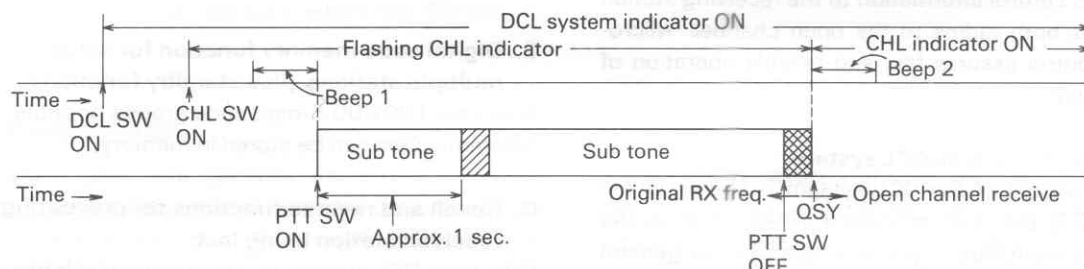 DCL system indicator ON
Flashing CHL indicator
CHL indicator ON
Beep 1
Beep 2
Time
DCL SW
ON
CHL SW
ON
Sub tone
Sub tone
Time
PTT SW
ON
Approx. 1 sec.
Original RX freq.
QSY
Open channel receive
PTT SW
OFF